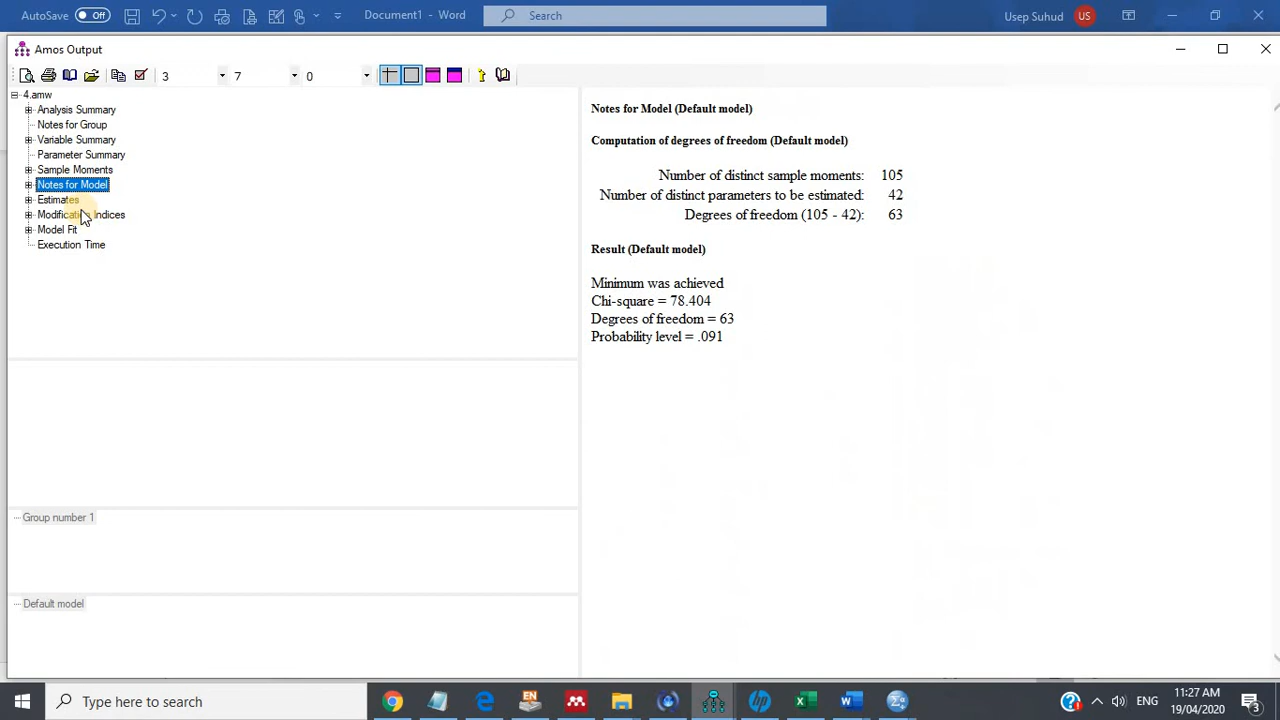 AutoSave Off Document1 - Word Search Usep Suhud US
Amos Output
3 7 0
4.amw
Analysis Summary
Notes for Group
Variable Summary
Parameter Summary
Sample Moments
Notes for Model
Estimates
Modification Indices
Model Fit
Execution Time
Group number 1
Default model
Notes for Model (Default model)
Computation of degrees of freedom (Default model)
Number of distinct sample moments: 105
Number of distinct parameters to be estimated: 42
Degrees of freedom (105 - 42): 63
Result (Default model)
Minimum was achieved
Chi-square = 78.404
Degrees of freedom = 63
Probability level = .091
Type here to search EN ENG 11:27 AM
19/04/2020 3